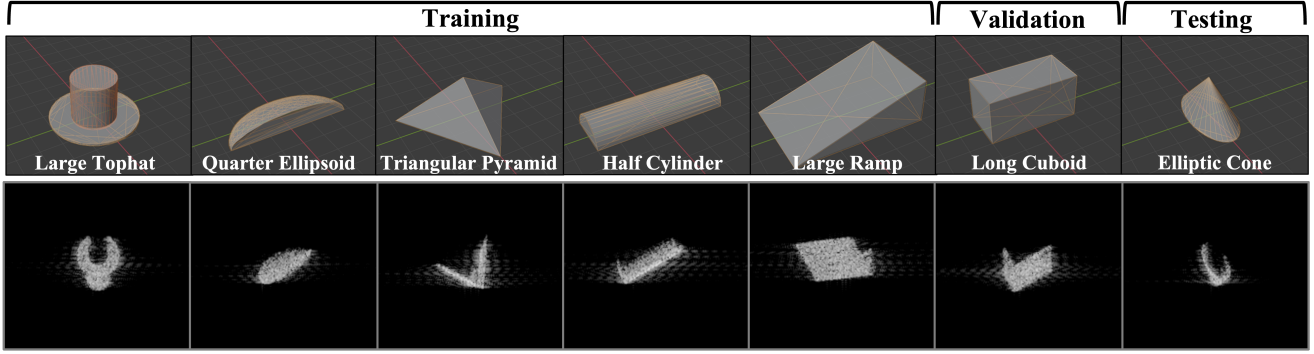 Training
Validation
Testing
Large Tophat
Quarter Ellipsoid
Triangular Pyramid
Half Cylinder
Large Ramp
Long Cuboid
Elliptic Cone